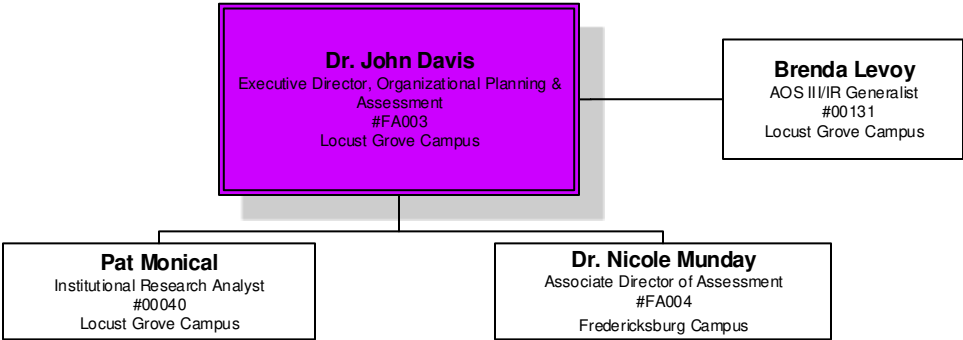 Dr. John Davis
Executive Director, Organizational Planning &
Assessment
#FA003
Locust Grove Campus
Brenda Levoy
AOS III/IR Generalist
#00131
Locust Grove Campus
Pat Monical
Institutional Research Analyst
#00040
Locust Grove Campus
Dr. Nicole Munday
Associate Director of Assessment
#FA004
Fredericksburg Campus